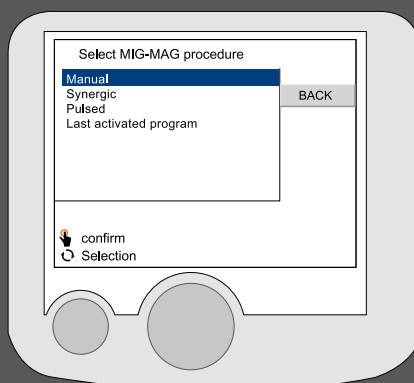 Select MIG-MAG procedure
Manual
Synergic
Pulsed
Last activated program
BACK
confirm
Selection